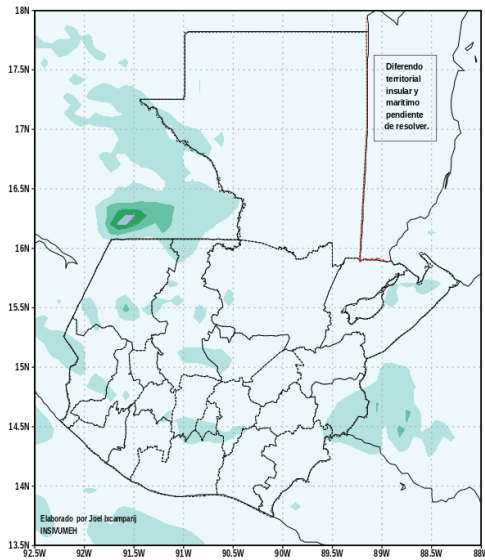 18N
17.5N
17N
16.5N
16N
15.5N
15N
14.5N
14N
13.5N
Diferendo
territorial
insular y
marítimo
pendiente
de resolver.
Elaborado por Joel Ixcamparij
INSIVUMEH
92.5W 92W 91.5W 91W 90.5W 90W 89.5W 89W 88.5W 88